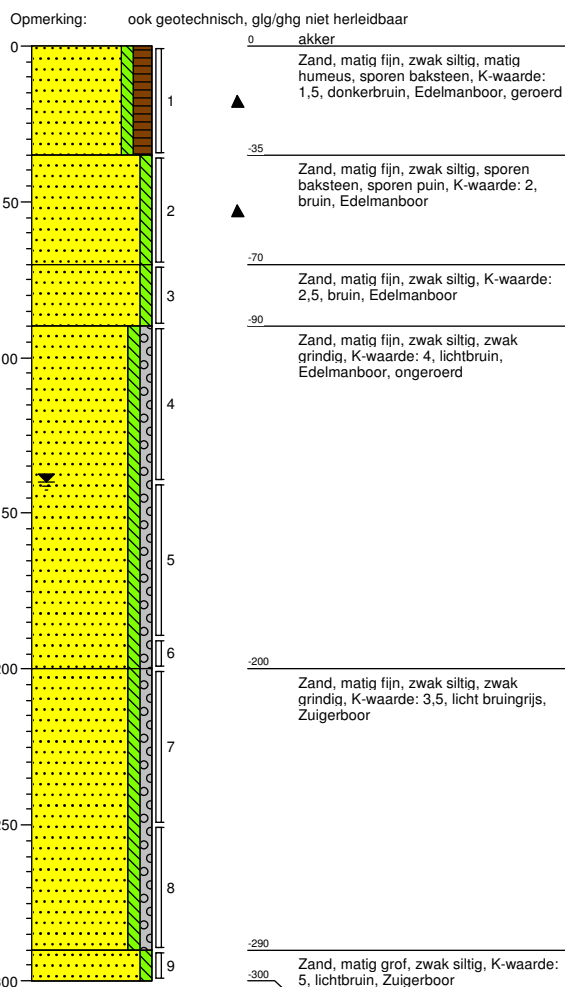 Opmerking: ook geotechnisch, glg/ghg niet herleidbaar
0
0 akker
Zand, matig fijn, zwak siltig, matig
humeus, sporen baksteen, K-waarde:
1,5, donkerbruin, Edelmanboor, geroerd
1
-35
Zand, matig fijn, zwak siltig, sporen
baksteen, sporen puin, K-waarde: 2,
bruin, Edelmanboor
50
2
-70
Zand, matig fijn, zwak siltig, K-waarde:
2,5, bruin, Edelmanboor
3
-90
Zand, matig fijn, zwak siltig, zwak
grindig, K-waarde: 4, lichtbruin,
Edelmanboor, ongeroerd
00
4
50
5
6
200
-200
Zand, matig fijn, zwak siltig, zwak
grindig, K-waarde: 3,5, licht bruingrijs,
Zuigerboor
7
250
8
-290
Zand, matig grof, zwak siltig, K-waarde:
5, lichtbruin, Zuigerboor
9
300
-300